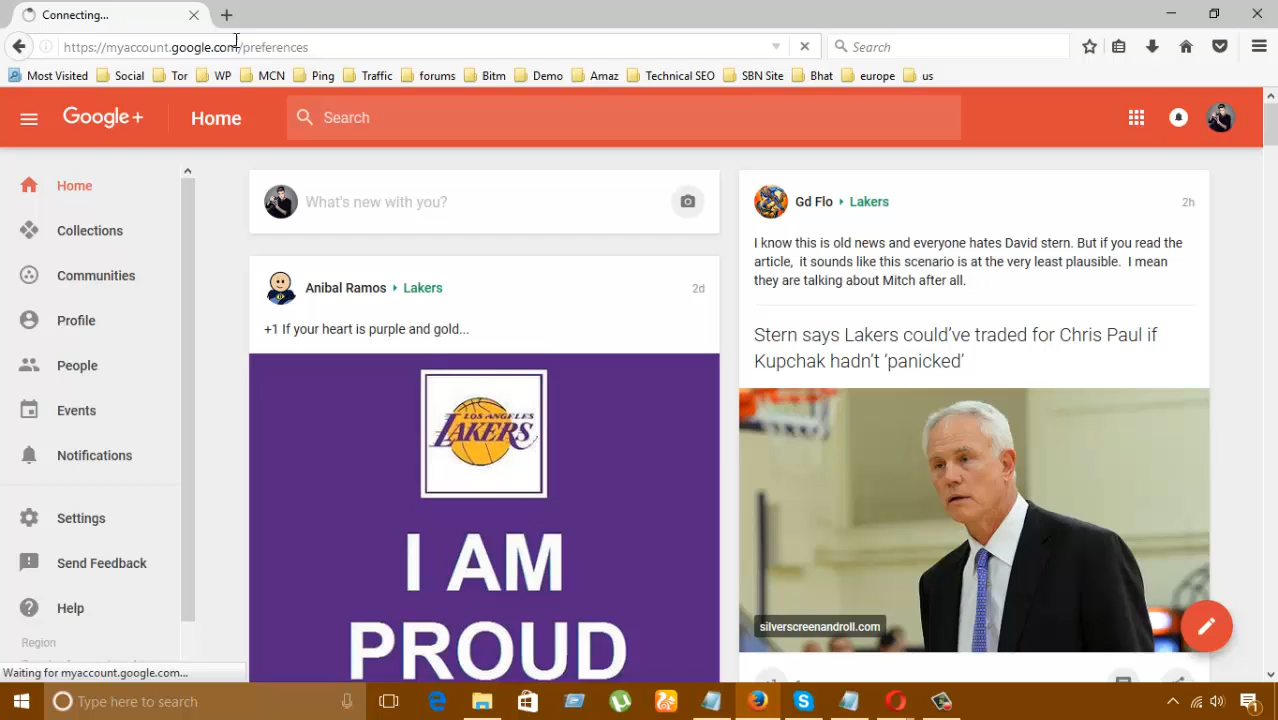 Connecting...
https://myaccount.google.com/preferences
Search
Most Visited Social Tor WP MCN Ping Traffic forums Bitm Demo Amaz Technical SEO SBN Site Bhat europe us
Google+ Home Search
Home
Collections
Communities
Profile
People
Events
Notifications
Settings
Send Feedback
Help
Region
What's new with you?
Anibal Ramos Lakers 2d
+1 If your heart is purple and gold...
LOS ANGELES
LAKERS
I AM
PROUD
Gd Flo Lakers 2h
I know this is old news and everyone hates David stern. But if you read the
article, it sounds like this scenario is at the very least plausible. I mean
they are talking about Mitch after all.
Stern says Lakers could've traded for Chris Paul if
Kupchak hadn't 'panicked'
silverscreenandroll.com
Waiting for myaccount.google.com...
Type here to search
1